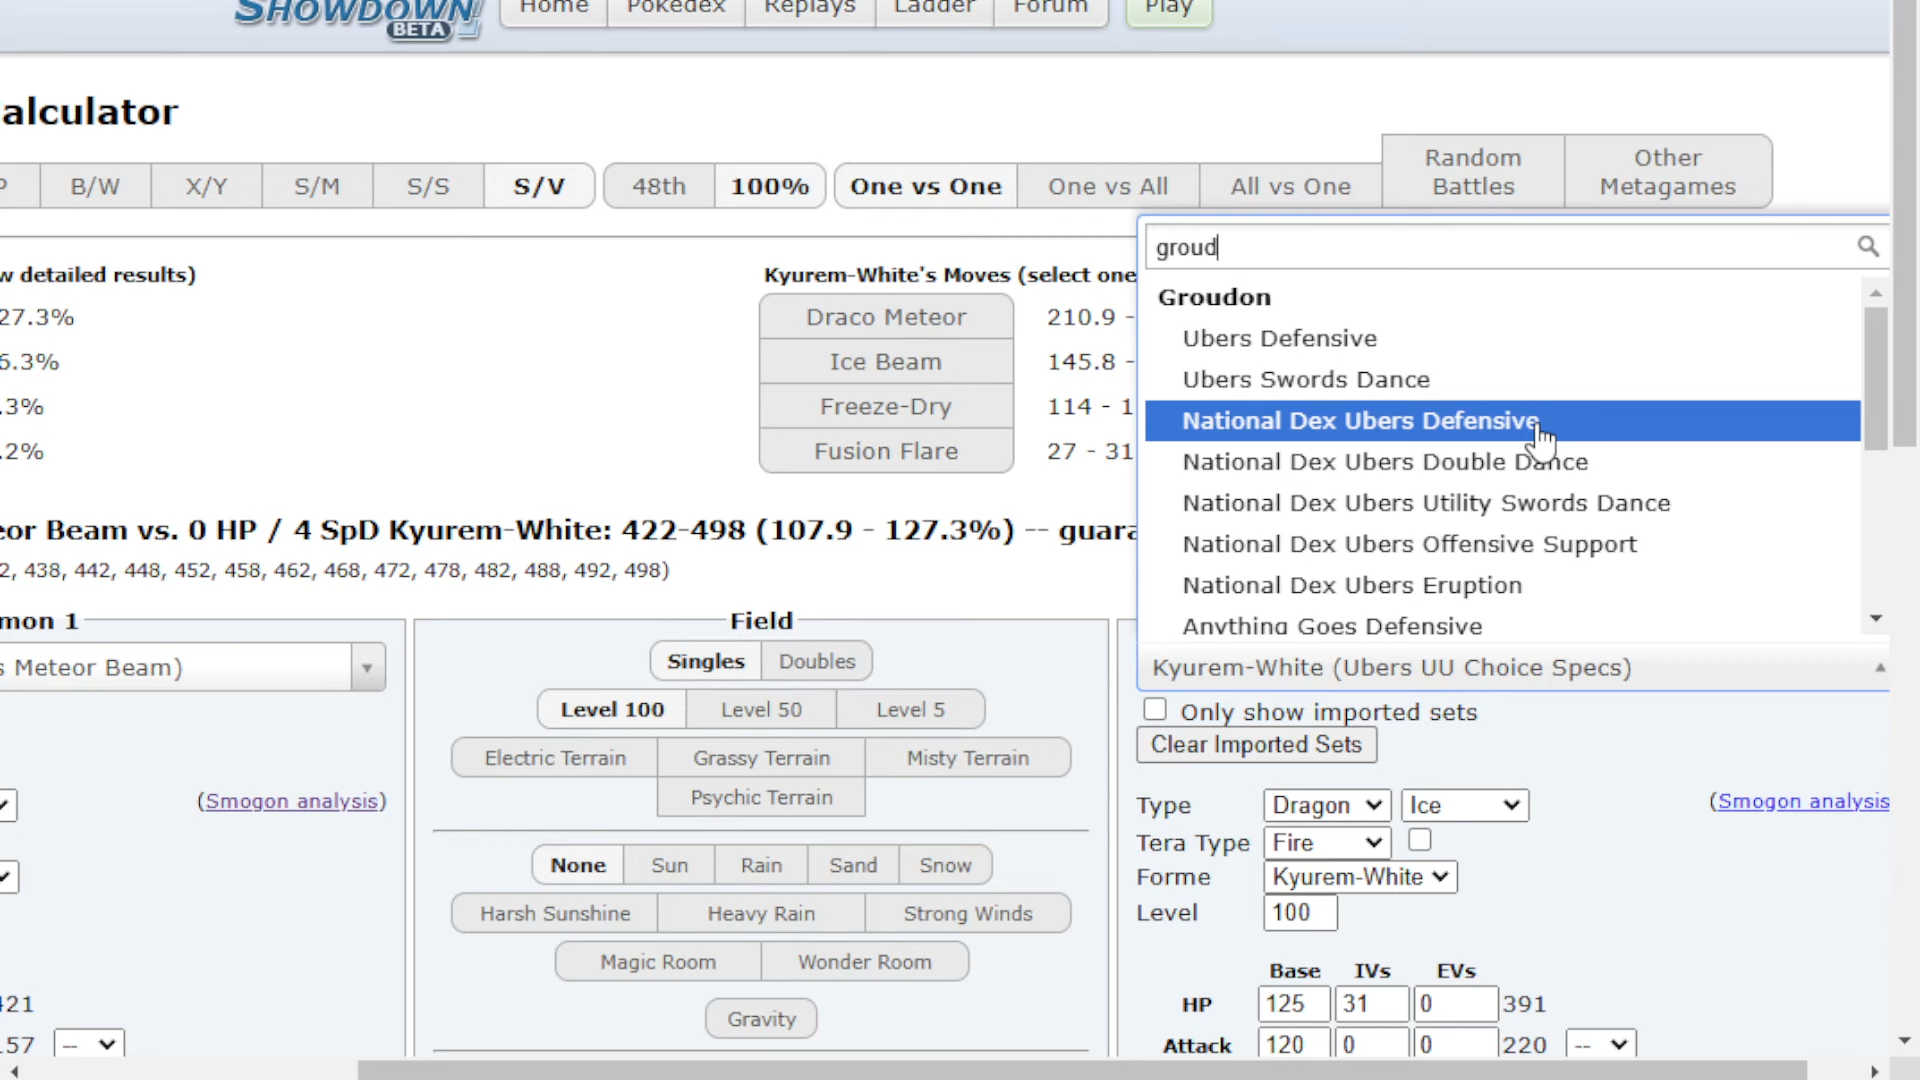 SHOWDOWN
BETA
Home
Pokédex
Replays
Ladder
Forum
Play
alculator
B/W
X/Y
S/M
S/S
S/V
48th
100%
One vs One
One vs All
All vs One
Random
Battles
Other
Metagames
w detailed results)
27.3%
6.3%
.3%
.2%
Kyurem-White's Moves (select one
Draco Meteor
210.9 -
Ice Beam
145.8 -
Freeze-Dry
114 - 1
Fusion Flare
27 - 31
groud
Groudon
Ubers Defensive
Ubers Swords Dance
National Dex Ubers Defensive
National Dex Ubers Double Dance
National Dex Ubers Utility Swords Dance
National Dex Ubers Offensive Support
National Dex Ubers Eruption
Anything Goes Defensive
Kyurem-White (Ubers UU Choice Specs)
eor Beam vs. 0 HP / 4 SpD Kyurem-White: 422-498 (107.9 - 127.3%) -- guara
2, 438, 442, 448, 452, 458, 462, 468, 472, 478, 482, 488, 492, 498)
mon 1
s Meteor Beam)
(Smogon analysis)
421
157
--
Field
Singles
Doubles
Level 100
Level 50
Level 5
Electric Terrain
Grassy Terrain
Misty Terrain
Psychic Terrain
None
Sun
Rain
Sand
Snow
Harsh Sunshine
Heavy Rain
Strong Winds
Magic Room
Wonder Room
Gravity
Only show imported sets
Clear Imported Sets
Type
Dragon
Ice
(Smogon analysis
Tera Type
Fire
Forme
Kyurem-White
Level
100
Base
IVs
EVs
HP
125
31
0
391
Attack
120
0
0
220
--